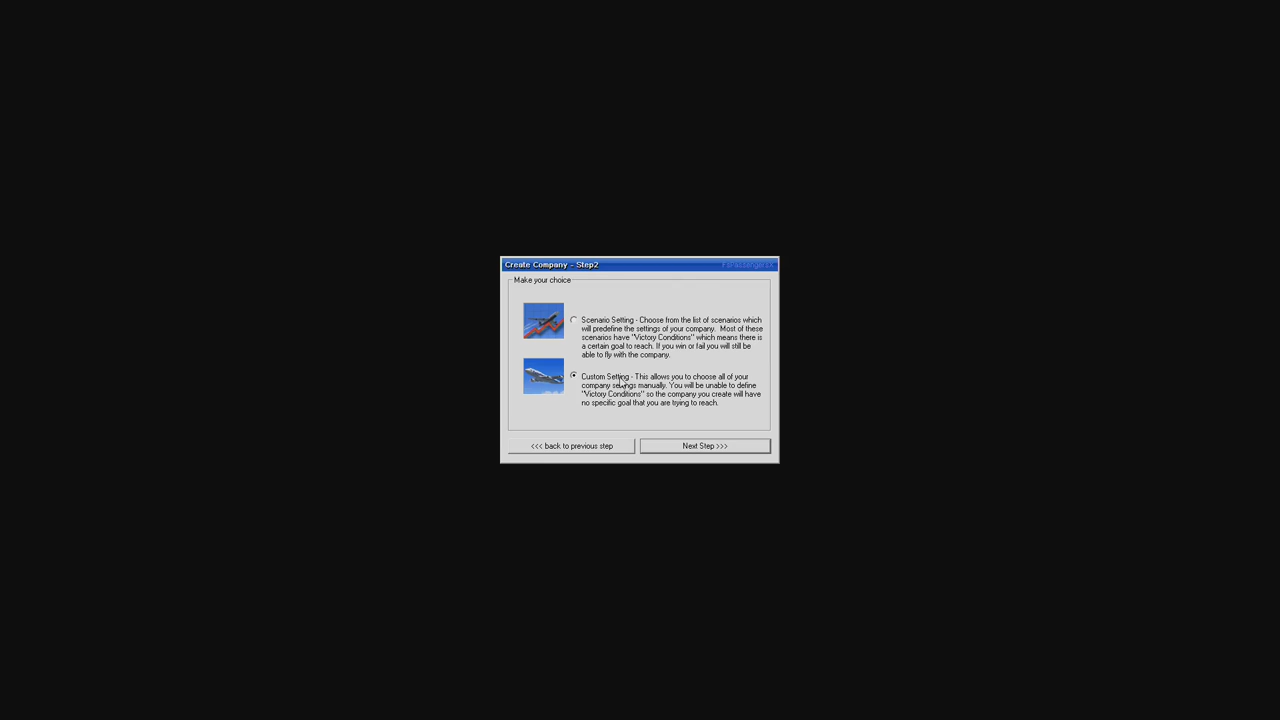 Create Company - Step2
Make your choice
Scenario Setting - Choose from the list of scenarios which
will predefine the settings of your company. Most of these
scenarios have "Victory Conditions" which means there is
a certain goal to reach. If you win or fail you will still be
able to fly with the company.
Custom Setting - This allows you to choose all of your
company settings manually. You will be unable to define
"Victory Conditions" so the company you create will have
no specific goal that you are trying to reach.
<<< back to previous step
Next Step >>>